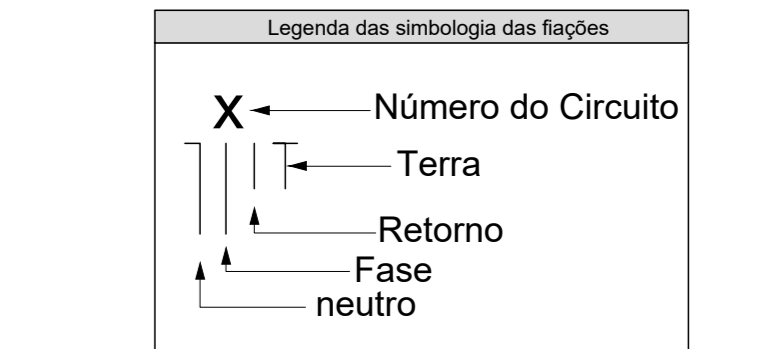 Legenda das simbologia das fiações
X
Número do Circuito
Terra
Retorno
Fase
neutro